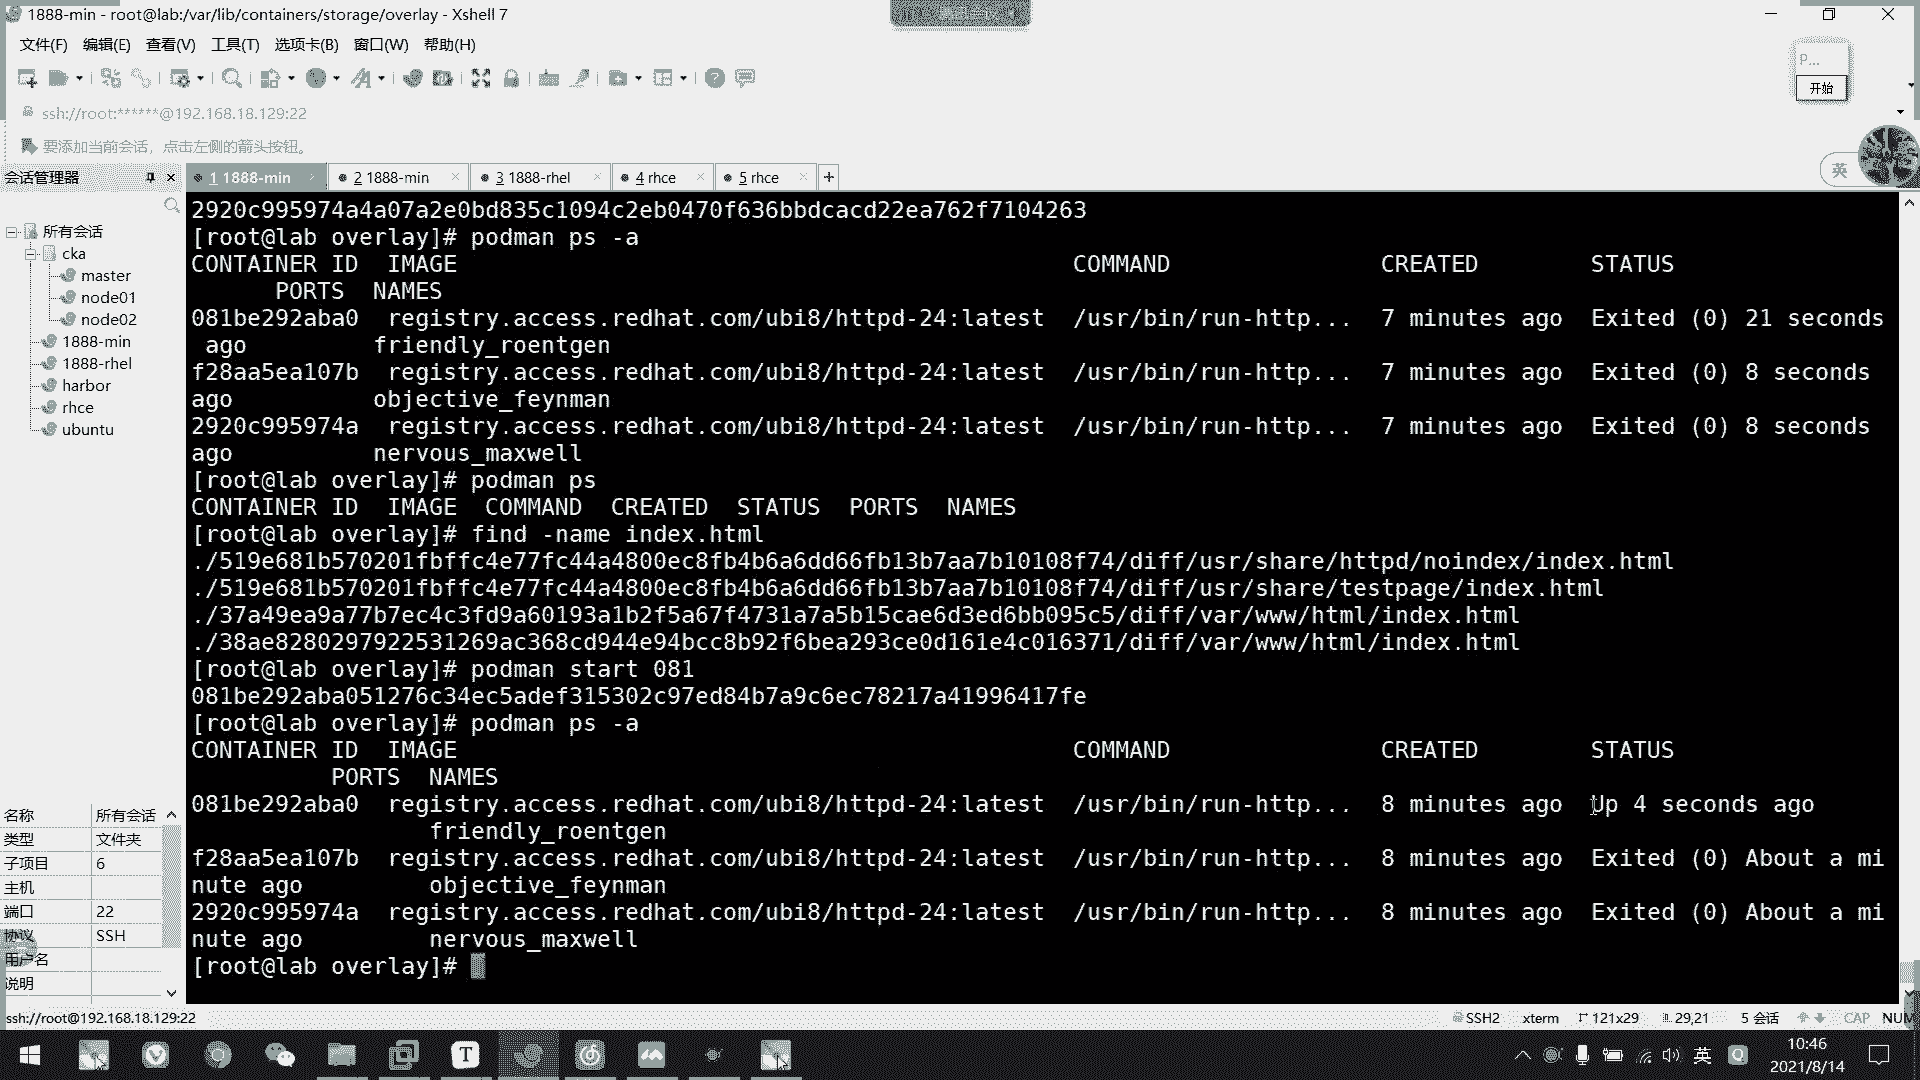 1888-min - root@lab:/var/lib/containers/storage/overlay - Xshell 7
文件(F) 编辑(E) 查看(V) 工具(T) 选项卡(B) 窗口(W) 帮助(H)
P...
开始
ssh://root:******@192.168.18.129:22
要添加当前会话，点击左侧的箭头按钮。
会话管理器
1 1888-min 2 1888-min 3 1888-rhel 4 rhce 5 rhce
英
所有会话
cka
master
node01
node02
1888-min
1888-rhel
harbor
rhce
ubuntu
名称 所有会话
类型 文件夹
子项目 6
主机
端口 22
协议 SSH
用户名
说明
2920c995974a4a07a2e0bd835c1094c2eb0470f636bbdcacd22ea762f7104263
[root@lab overlay]# podman ps -a
CONTAINER ID  IMAGE                                            COMMAND               CREATED        STATUS
      PORTS  NAMES
081be292aba0  registry.access.redhat.com/ubi8/httpd-24:latest  /usr/bin/run-http...  7 minutes ago  Exited (0) 21 seconds
 ago         friendly_roentgen
f28aa5ea107b  registry.access.redhat.com/ubi8/httpd-24:latest  /usr/bin/run-http...  7 minutes ago  Exited (0) 8 seconds
ago          objective_feynman
2920c995974a  registry.access.redhat.com/ubi8/httpd-24:latest  /usr/bin/run-http...  7 minutes ago  Exited (0) 8 seconds
ago          nervous_maxwell
[root@lab overlay]# podman ps
CONTAINER ID  IMAGE  COMMAND  CREATED  STATUS  PORTS  NAMES
[root@lab overlay]# find -name index.html
./519e681b570201fbffc4e77fc44a4800ec8fb4b6a6dd66fb13b7aa7b10108f74/diff/usr/share/httpd/noindex/index.html
./519e681b570201fbffc4e77fc44a4800ec8fb4b6a6dd66fb13b7aa7b10108f74/diff/usr/share/testpage/index.html
./37a49ea9a77b7ec4c3fd9a60193a1b2f5a67f4731a7a5b15cae6d3ed6bb095c5/diff/var/www/html/index.html
./38ae8280297922531269ac368cd944e94bcc8b92f6bea293ce0d161e4c016371/diff/var/www/html/index.html
[root@lab overlay]# podman start 081
081be292aba051276c34ec5adef315302c97ed84b7a9c6ec78217a41996417fe
[root@lab overlay]# podman ps -a
CONTAINER ID  IMAGE                                            COMMAND               CREATED        STATUS
          PORTS  NAMES
081be292aba0  registry.access.redhat.com/ubi8/httpd-24:latest  /usr/bin/run-http...  8 minutes ago  Up 4 seconds ago
                 friendly_roentgen
f28aa5ea107b  registry.access.redhat.com/ubi8/httpd-24:latest  /usr/bin/run-http...  8 minutes ago  Exited (0) About a mi
nute ago         objective_feynman
2920c995974a  registry.access.redhat.com/ubi8/httpd-24:latest  /usr/bin/run-http...  8 minutes ago  Exited (0) About a mi
nute ago         nervous_maxwell
[root@lab overlay]#
ssh://root@192.168.18.129:22 SSH2 xterm 121x29 29,21 5 会话 CAP NUM
英 10:46
2021/8/14